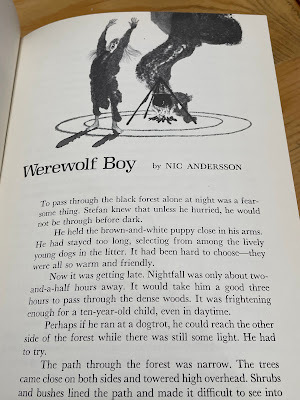 Werewolf Boy by NIC ANDERSSON
To pass through the black forest alone at night was a fear-
some thing. Stefan knew that unless he hurried, he would
not be through before dark.
He held the brown-and-white puppy close in his arms.
He had stayed too long, selecting from among the lively
young dogs in the litter. It had been hard to choose—they
were all so warm and friendly.
Now it was getting late. Nightfall was only about two-
and-a-half hours away. It would take him a good three
hours to pass through the dense woods. It was frightening
enough for a ten-year-old child, even in daytime.
Perhaps if he ran at a dogtrot, he could reach the other
side of the forest while there was still some light. He had
to try.
The path through the forest was narrow. The trees
came close on both sides and towered high overhead. Shrubs
and bushes lined the path and made it difficult to see into